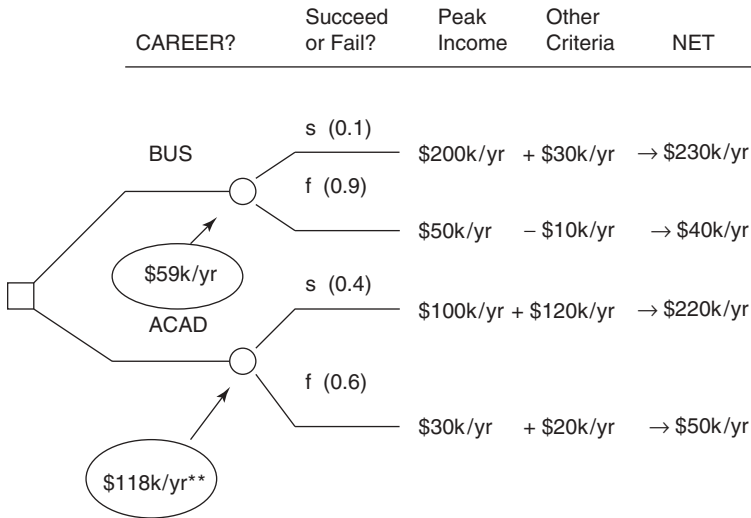 CAREER? Succeed or Fail? Peak Income Other Criteria NET
BUS
s (0.1) $200k/yr + $30k/yr → $230k/yr
f (0.9) $50k/yr − $10k/yr → $40k/yr
$59k/yr
ACAD
s (0.4) $100k/yr + $120k/yr → $220k/yr
f (0.6) $30k/yr + $20k/yr → $50k/yr
$118k/yr**